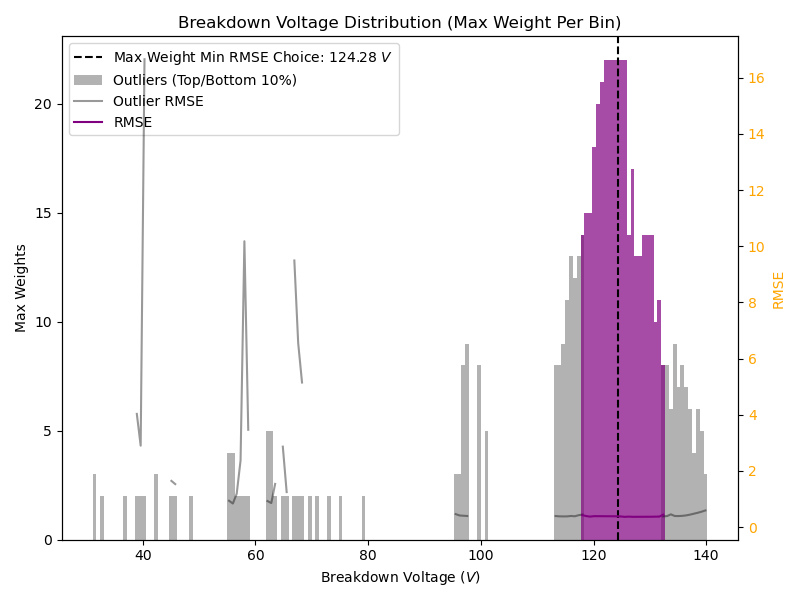 Breakdown Voltage Distribution (Max Weight Per Bin)
Max Weight Min RMSE Choice: 124.28 V
Outliers (Top/Bottom 10%)
Outlier RMSE
RMSE
Max Weights
20
15
10
5
0
16
14
12
10
8
6
4
2
0
RMSE
40 60 80 100 120 140
Breakdown Voltage (V)